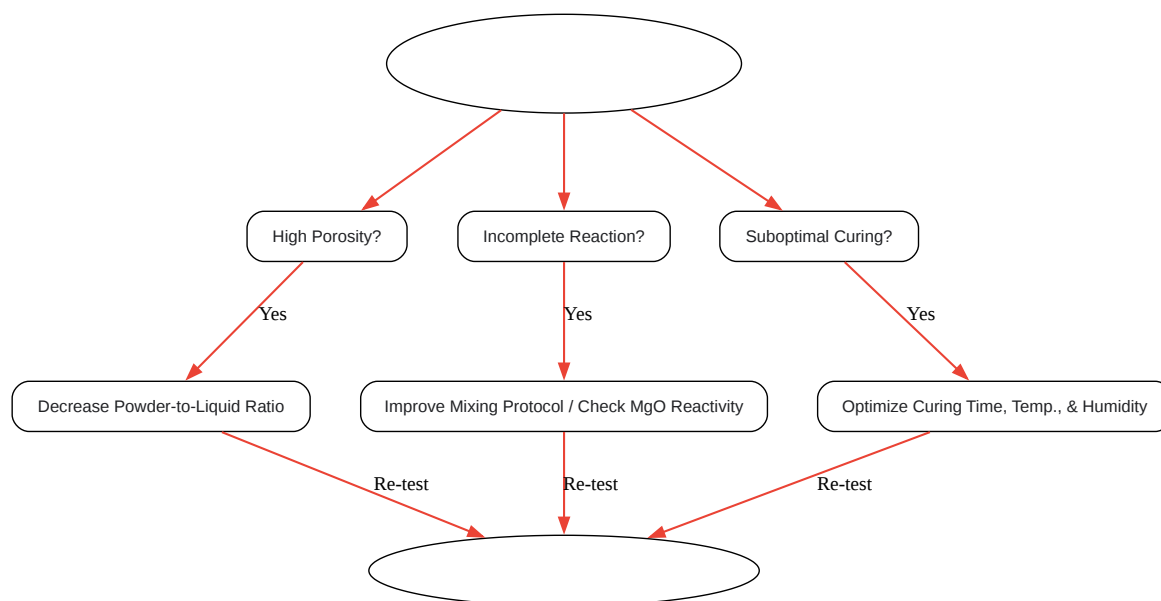 High Porosity?
Incomplete Reaction?
Suboptimal Curing?
Yes
Yes
Yes
Decrease Powder-to-Liquid Ratio
Improve Mixing Protocol / Check MgO Reactivity
Optimize Curing Time, Temp., & Humidity
Re-test
Re-test
Re-test